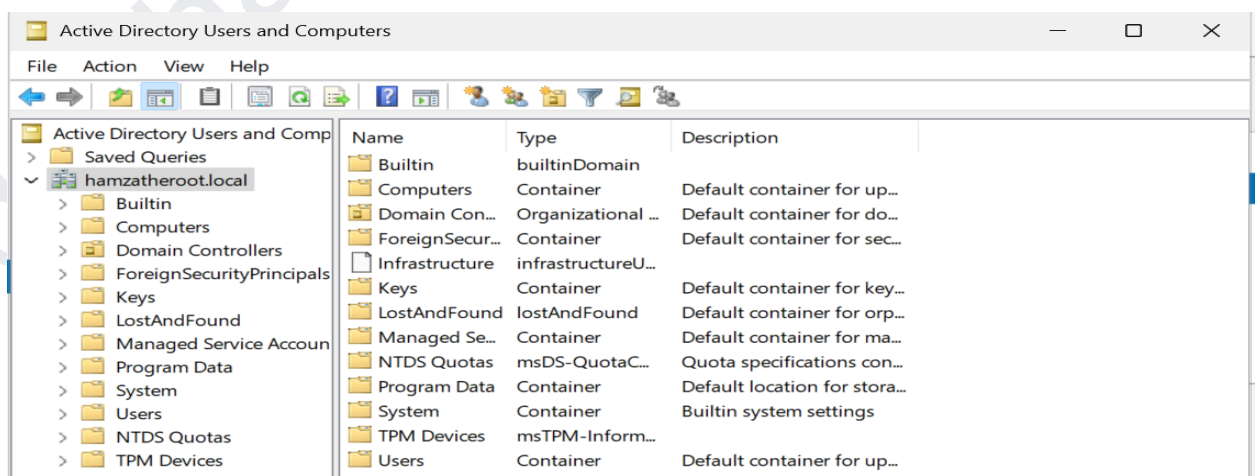 Active Directory Users and Computers
File Action View Help
Active Directory Users and Comp
Saved Queries
hamzatheroot.local
Builtin
Computers
Domain Controllers
ForeignSecurityPrincipals
Keys
LostAndFound
Managed Service Accoun
Program Data
System
Users
NTDS Quotas
TPM Devices
Name Type Description
Builtin builtinDomain
Computers Container Default container for up...
Domain Con... Organizational ... Default container for do...
ForeignSecur... Container Default container for sec...
Infrastructure infrastructureU...
Keys Container Default container for key...
LostAndFound lostAndFound Default container for orp...
Managed Se... Container Default container for ma...
NTDS Quotas msDS-QuotaC... Quota specifications con...
Program Data Container Default location for stora...
System Container Builtin system settings
TPM Devices msTPM-Inform...
Users Container Default container for up...